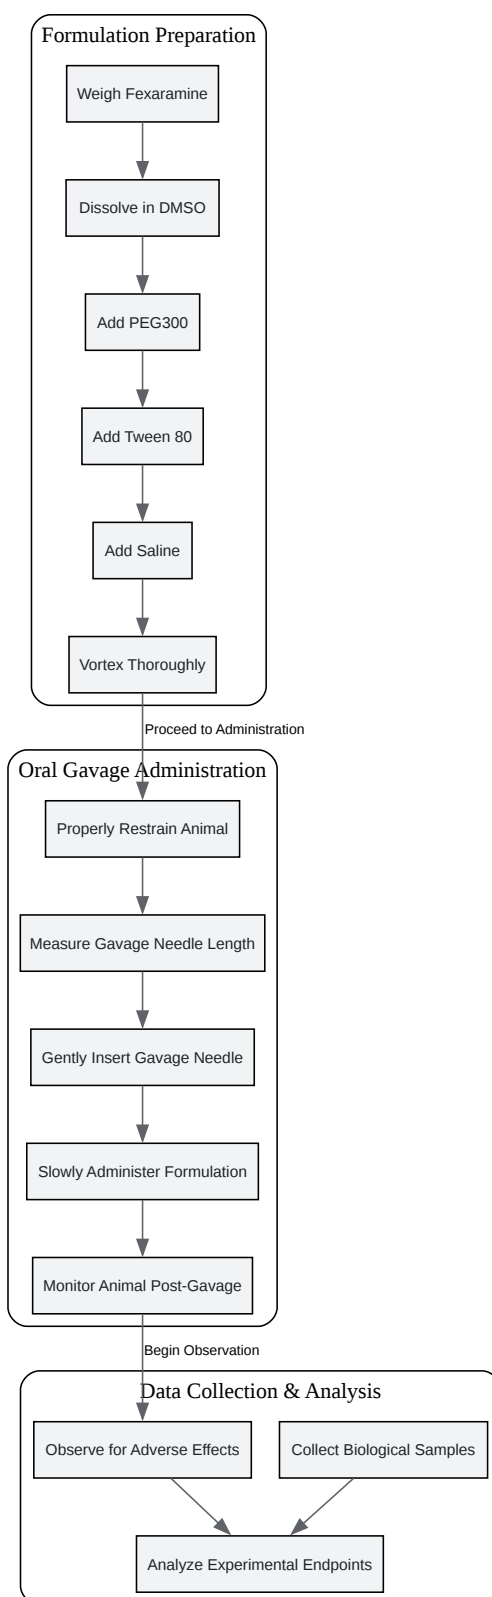 Formulation Preparation
Weigh Fexaramine
Dissolve in DMSO
Add PEG300
Add Tween 80
Add Saline
Vortex Thoroughly
Proceed to Administration
Oral Gavage Administration
Properly Restrain Animal
Measure Gavage Needle Length
Gently Insert Gavage Needle
Slowly Administer Formulation
Monitor Animal Post-Gavage
Begin Observation
Data Collection & Analysis
Observe for Adverse Effects
Collect Biological Samples
Analyze Experimental Endpoints